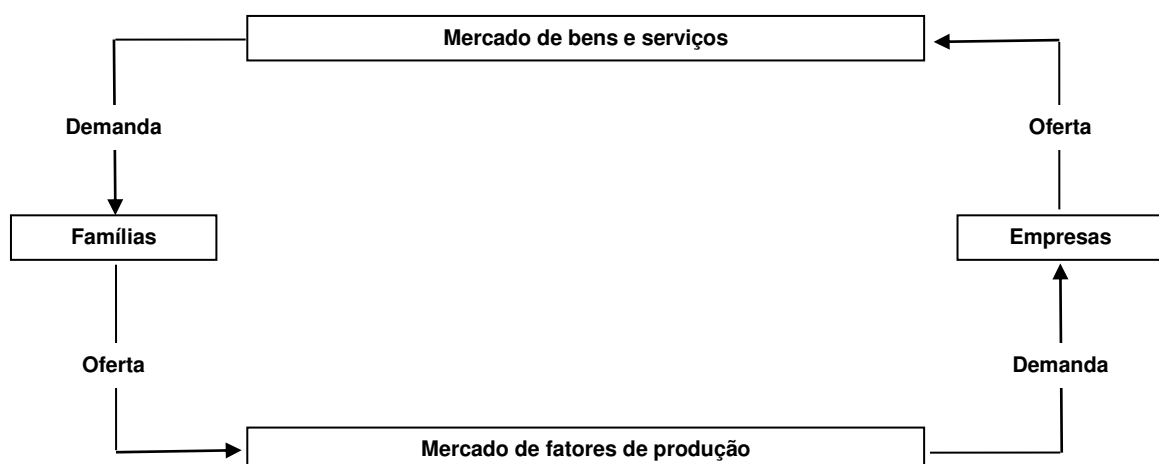 Mercado de bens e serviços
Demanda
Oferta
Famílias
Empresas
Oferta
Demanda
Mercado de fatores de produção